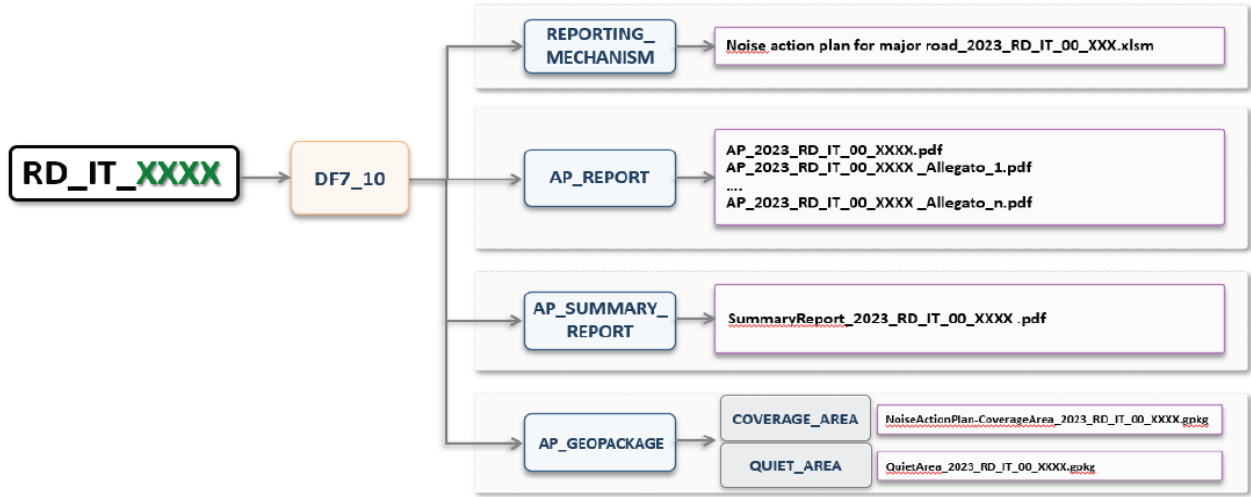 RD_IT_XXXX
DF7_10
REPORTING_
MECHANISM
Noise action plan for major road_2023_RD_IT_00_XXX.xlsm
AP_REPORT
AP_2023_RD_IT_00_XXXX.pdf
AP_2023_RD_IT_00_XXXX _Allegato_1.pdf
....
AP_2023_RD_IT_00_XXXX _Allegato_n.pdf
AP_SUMMARY_
REPORT
SummaryReport_2023_RD_IT_00_XXXX .pdf
AP_GEOPACKAGE
COVERAGE_AREA
NoiseActionPlan-CoverageArea_2023_RD_IT_00_XXXX.gpkg
QUIET_AREA
QuietArea_2023_RD_IT_00_XXXX.gpkg